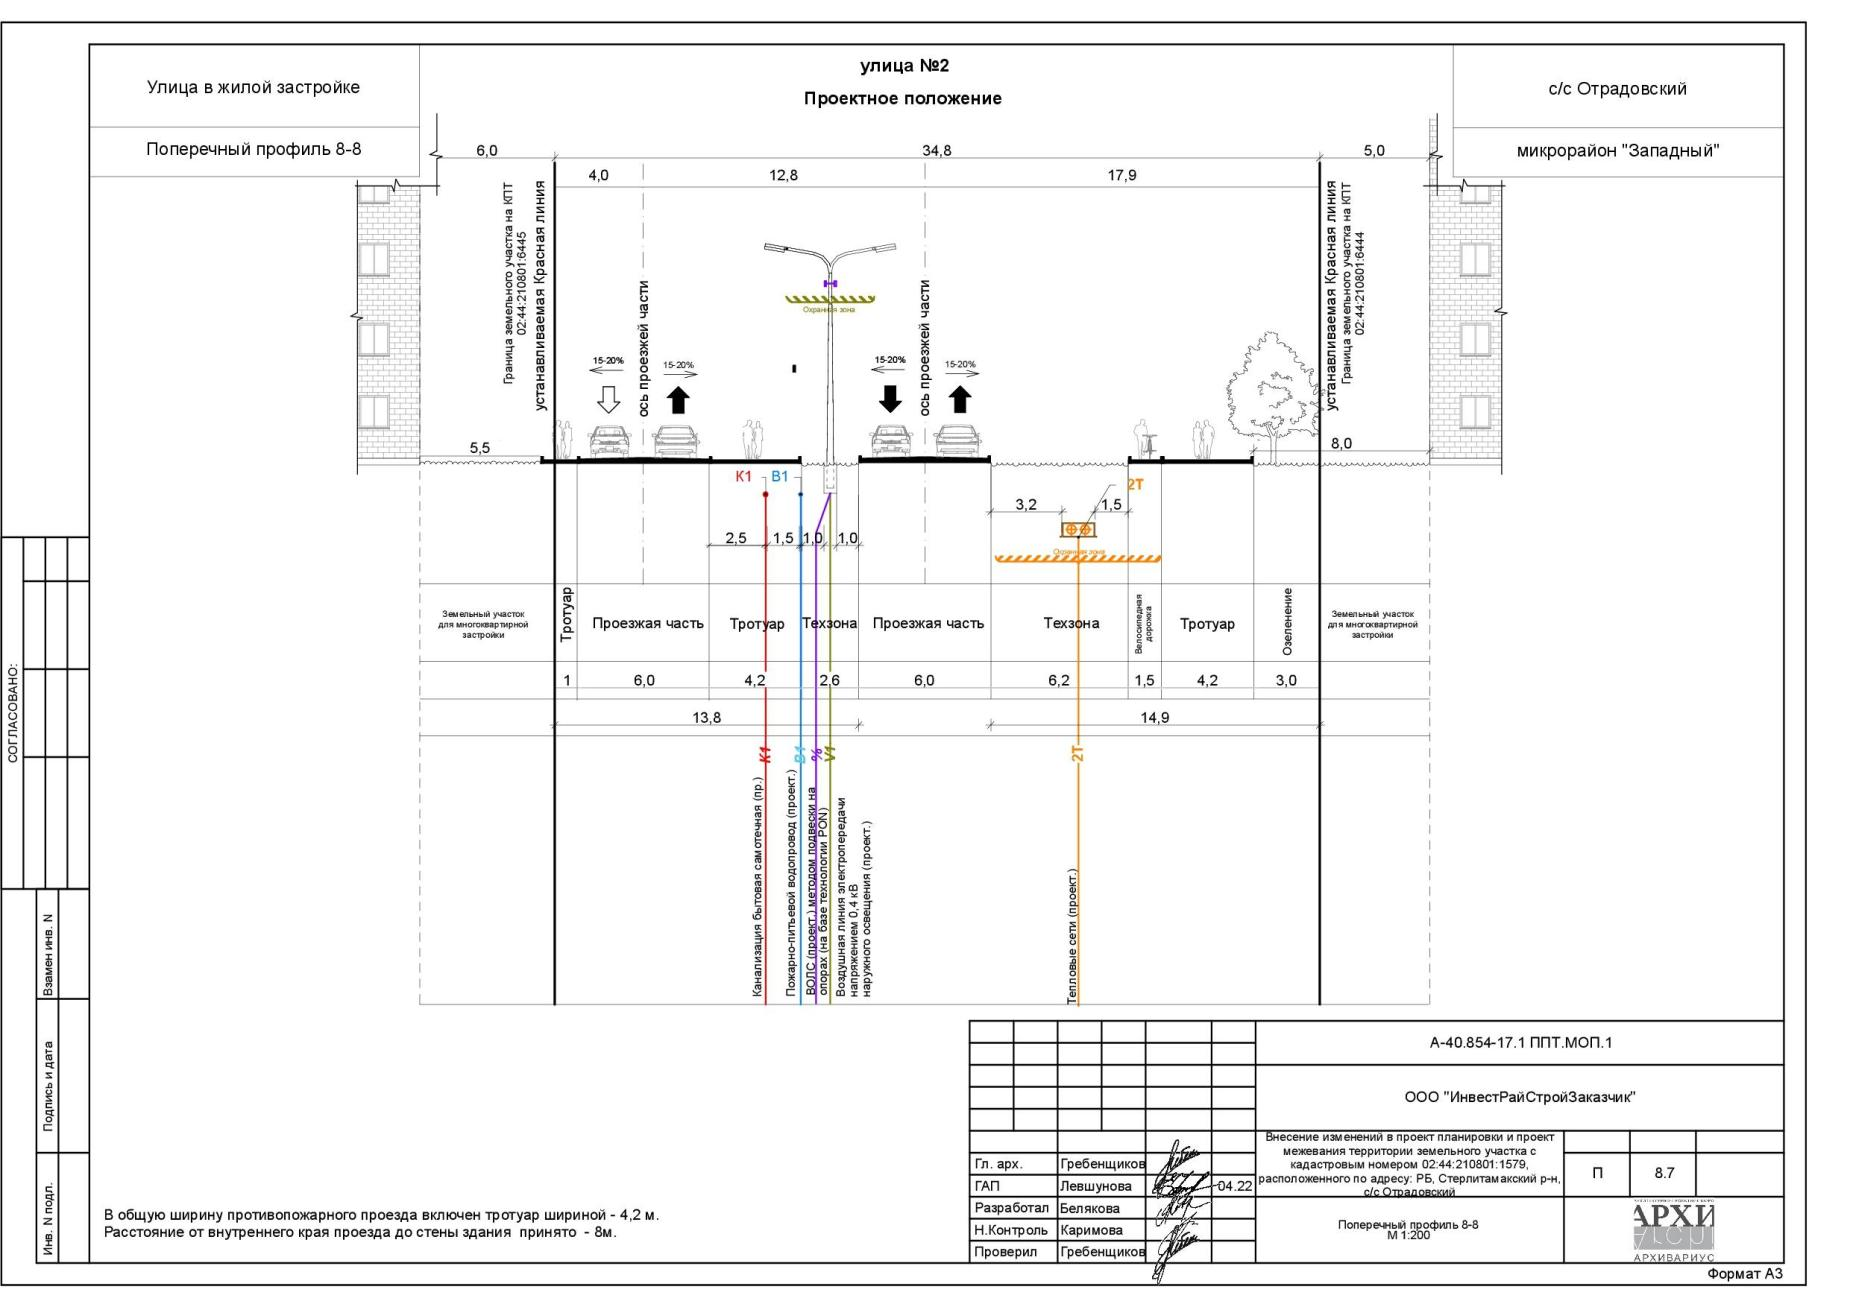 улица №2
Проектное положение
Улица в жилой застройке
Поперечный профиль 8-8
с/с Отрадовский
микрорайон "Западный"
6,0
34,8
5,0
4,0
12,8
17,9
Граница земельного участка на КПТ
02:44:210801:6445
устанавливаемая Красная линия
ось проезжей части
Охранная зона
ось проезжей части
устанавливаемая Красная линия
Граница земельного участка на КПТ
02:44:210801:6444
15-20%
15-20%
15-20%
15-20%
5,5
8,0
К1
В1
2Т
3,2
1,5
2,5
1,5
1,0
1,0
Охранная зона
Земельный участок
для многоквартирной
застройки
Тротуар
Проезжая часть
Тротуар
Техзона
Проезжая часть
Техзона
Велосипедная
дорожка
Тротуар
Озеленение
Земельный участок
для многоквартирной
застройки
1
6,0
4,2
2,6
6,0
6,2
1,5
4,2
3,0
13,8
14,9
К1
В1
%
V1
2Т
Канализация бытовая самотечная (пр.)
Пожарно-питьевой водопровод (проект.)
ВОЛС (проект.) методом подвески на
опорах (на базе технологии PON)
Воздушная линия электропередачи
напряжением 0,4 кВ
наружного освещения (проект.)
Тепловые сети (проект.)
СОГЛАСОВАНО:
Взамен инв. N
Подпись и дата
Инв. N подл.
В общую ширину противопожарного проезда включен тротуар шириной - 4,2 м.
Расстояние от внутреннего края проезда до стены здания принято - 8м.
А-40.854-17.1 ППТ.МОП.1
ООО "ИнвестРайСтройЗаказчик"
Внесение изменений в проект планировки и проект
межевания территории земельного участка с
кадастровым номером 02:44:210801:1579,
расположенного по адресу: РБ, Стерлитамакский р-н,
с/с Отрадовский
П
8.7
Гл. арх.
Гребенщиков
ГАП
Левшунова
04.22
Разработал
Белякова
Н.Контроль
Каримова
Проверил
Гребенщиков
Поперечный профиль 8-8
М 1:200
АРХИ
АРХИВАРИУС
Формат А3